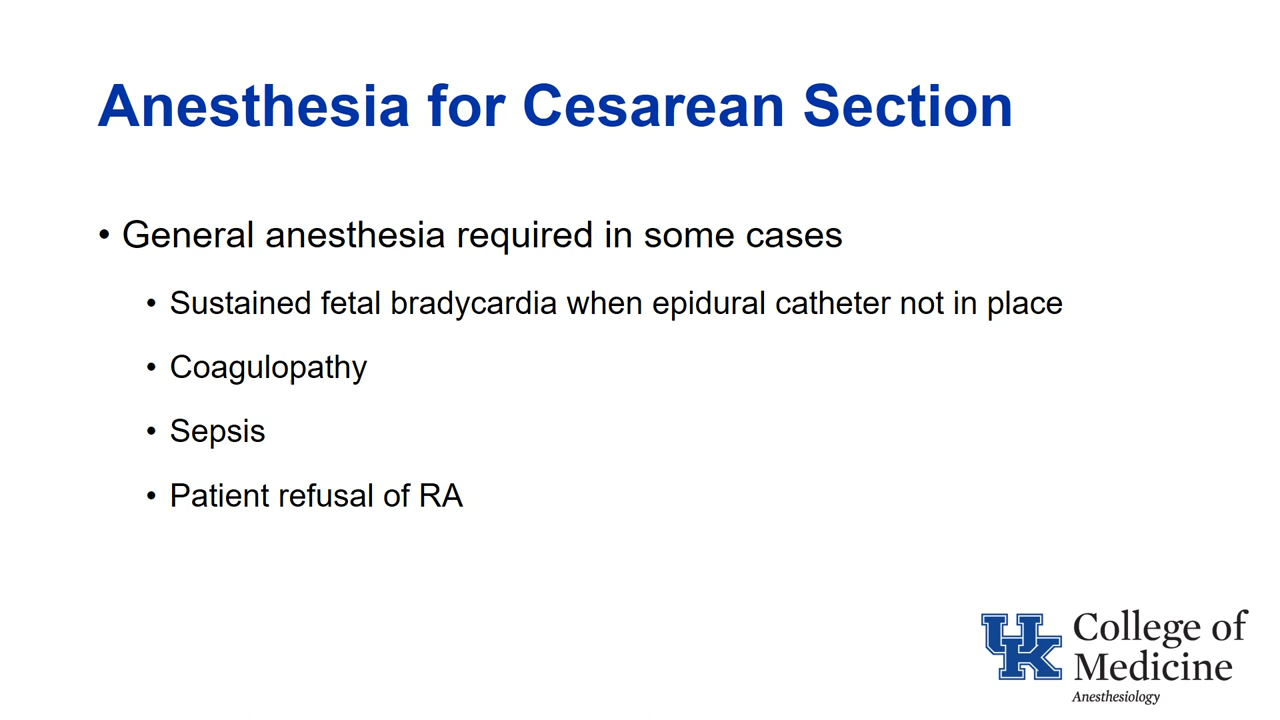 Anesthesia for Cesarean Section
• General anesthesia required in some cases
• Sustained fetal bradycardia when epidural catheter not in place
• Coagulopathy
• Sepsis
• Patient refusal of RA
UK
College of
Medicine
Anesthesiology